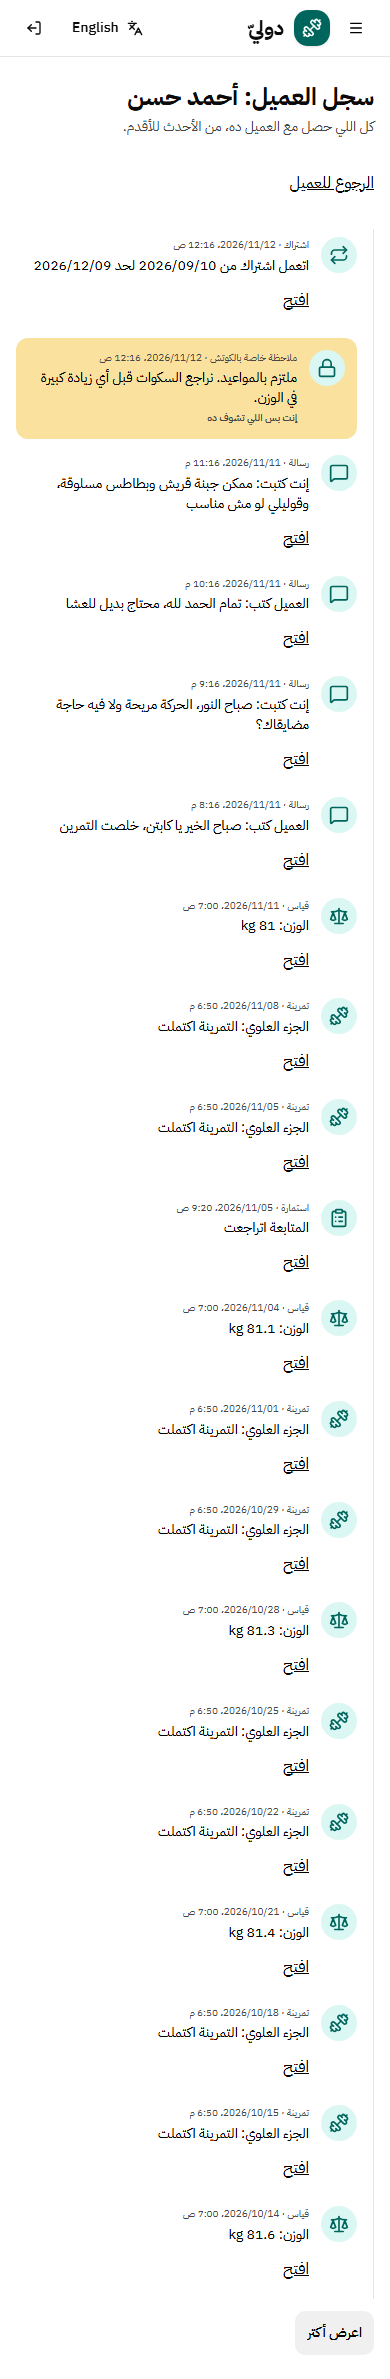 دوليّ
English
سجل العميل: أحمد حسن
كل اللي حصل مع العميل ده، من الأحدث للأقدم.
الرجوع للعميل
اشتراك · 2026/11/12، 12:16 ص
اتعمل اشتراك من 2026/09/10 لحد 2026/12/09
افتح
ملاحظة خاصة بالكوتش · 2026/11/12، 12:16 ص
ملتزم بالمواعيد. نراجع السكوات قبل أي زيادة كبيرة
في الوزن.
إنت بس اللي تشوف ده
رسالة · 2026/11/11، 11:16 م
إنت كتبت: ممكن جبنة قريش وبطاطس مسلوقة،
وقوليلي لو مش مناسب
افتح
رسالة · 2026/11/11، 10:16 م
العميل كتب: تمام الحمد لله، محتاج بديل للعشا
افتح
رسالة · 2026/11/11، 9:16 م
إنت كتبت: صباح النور، الحركة مريحة ولا فيه حاجة
مضايقاك؟
افتح
رسالة · 2026/11/11، 8:16 م
العميل كتب: صباح الخير يا كابتن، خلصت التمرين
افتح
قياس · 2026/11/11، 7:00 ص
الوزن: 81 kg
افتح
تمرينة · 2026/11/08، 6:50 م
الجزء العلوي: التمرينة اكتملت
افتح
تمرينة · 2026/11/05، 6:50 م
الجزء العلوي: التمرينة اكتملت
افتح
استمارة · 2026/11/05، 9:20 ص
المتابعة اتراجعت
افتح
قياس · 2026/11/04، 7:00 ص
الوزن: 81.1 kg
افتح
تمرينة · 2026/11/01، 6:50 م
الجزء العلوي: التمرينة اكتملت
افتح
تمرينة · 2026/10/29، 6:50 م
الجزء العلوي: التمرينة اكتملت
افتح
قياس · 2026/10/28، 7:00 ص
الوزن: 81.3 kg
افتح
تمرينة · 2026/10/25، 6:50 م
الجزء العلوي: التمرينة اكتملت
افتح
تمرينة · 2026/10/22، 6:50 م
الجزء العلوي: التمرينة اكتملت
افتح
قياس · 2026/10/21، 7:00 ص
الوزن: 81.4 kg
افتح
تمرينة · 2026/10/18، 6:50 م
الجزء العلوي: التمرينة اكتملت
افتح
تمرينة · 2026/10/15، 6:50 م
الجزء العلوي: التمرينة اكتملت
افتح
قياس · 2026/10/14، 7:00 ص
الوزن: 81.6 kg
افتح
اعرض أكتر